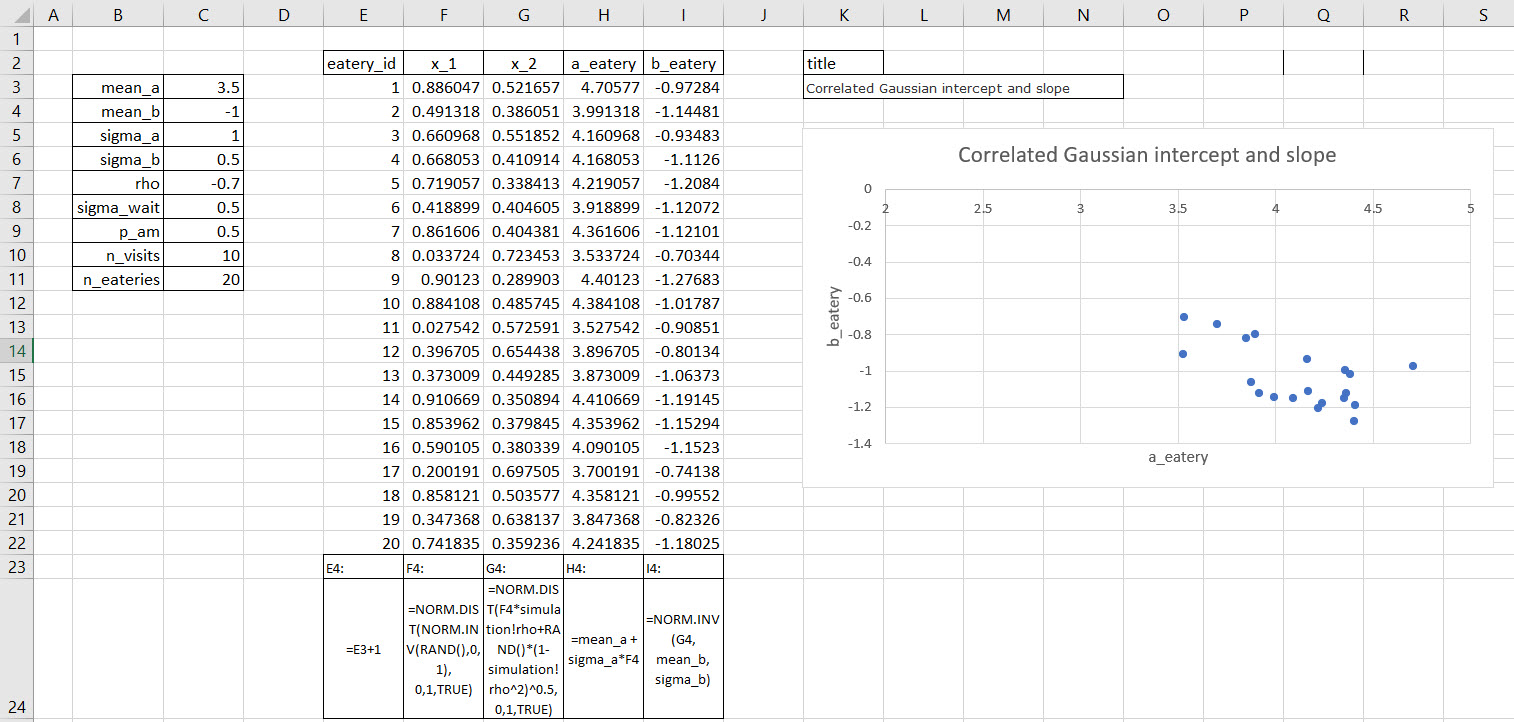 A B C D E F G H I J K L M N O P Q R S
1
2 eatery_id x_1 x_2 a_eatery b_eatery title
3 mean_a 3.5 1 0.886047 0.521657 4.70577 -0.97284 Correlated Gaussian intercept and slope
4 mean_b -1 2 0.491318 0.386051 3.991318 -1.14481
5 sigma_a 1 3 0.660968 0.551852 4.160968 -0.93483
6 sigma_b 0.5 4 0.668053 0.410914 4.168053 -1.1126
7 rho -0.7 5 0.719057 0.338413 4.219057 -1.2084
8 sigma_wait 0.5 6 0.418899 0.404605 3.918899 -1.12072
9 p_am 0.5 7 0.861606 0.404381 4.361606 -1.12101
10 n_visits 10 8 0.033724 0.723453 3.533724 -0.70344
11 n_eateries 20 9 0.90123 0.289903 4.40123 -1.27683
12 10 0.884108 0.485745 4.384108 -1.01787
13 11 0.027542 0.572591 3.527542 -0.90851
14 12 0.396705 0.654438 3.896705 -0.80134
15 13 0.373009 0.449285 3.873009 -1.06373
16 14 0.910669 0.350894 4.410669 -1.19145
17 15 0.853962 0.379845 4.353962 -1.15294
18 16 0.590105 0.380339 4.090105 -1.1523
19 17 0.200191 0.697505 3.700191 -0.74138
20 18 0.858121 0.503577 4.358121 -0.99552
21 19 0.347368 0.638137 3.847368 -0.82326
22 20 0.741835 0.359236 4.241835 -1.18025
23 E4: F4: G4: H4: I4:
24
=E3+1
=NORM.DIS
T(NORM.IN
V(RAND(),0,
1),
0,1,TRUE)
=NORM.DIS
T(F4*simula
tion!rho+RA
ND()*(1-
simulation!
rho^2)^0.5,
0,1,TRUE)
=mean_a +
sigma_a*F4
=NORM.INV
(G4,
mean_b,
sigma_b)
Correlated Gaussian intercept and slope
0
2 2.5 3 3.5 4 4.5 5
-0.2
-0.4
-0.6
-0.8
-1
-1.2
-1.4
b_eatery
a_eatery